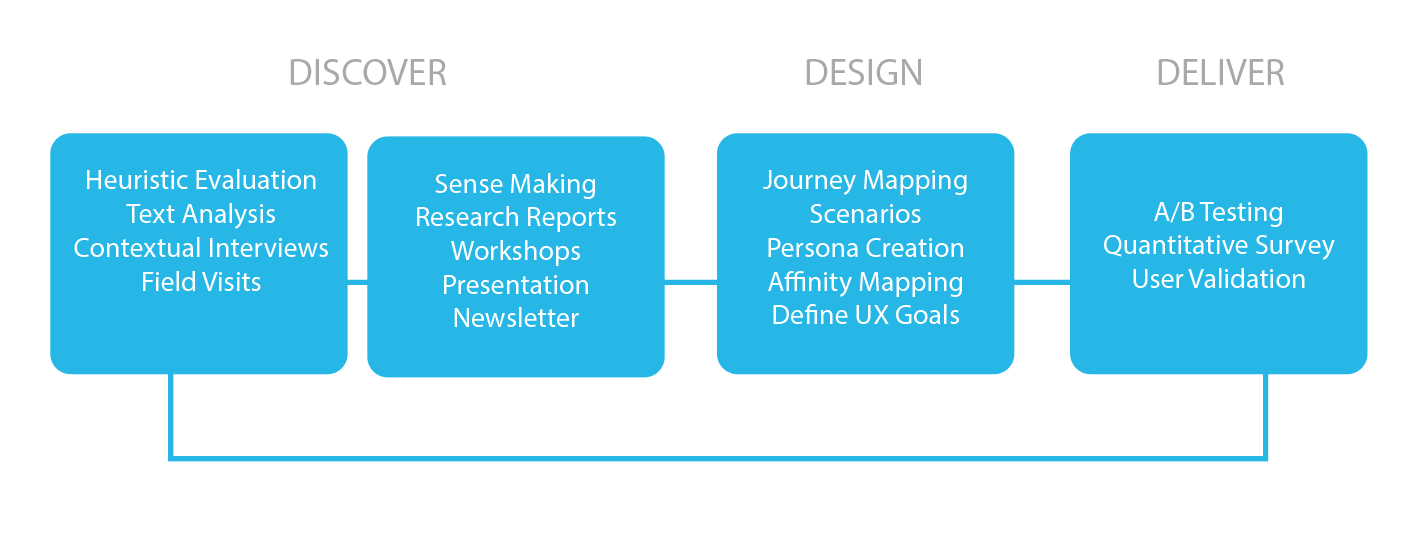 DISCOVER
DESIGN
DELIVER
Heuristic Evaluation
Text Analysis
Contextual Interviews
Field Visits
Sense Making
Research Reports
Workshops
Presentation
Newsletter
Journey Mapping
Scenarios
Persona Creation
Affinity Mapping
Define UX Goals
A/B Testing
Quantitative Survey
User Validation